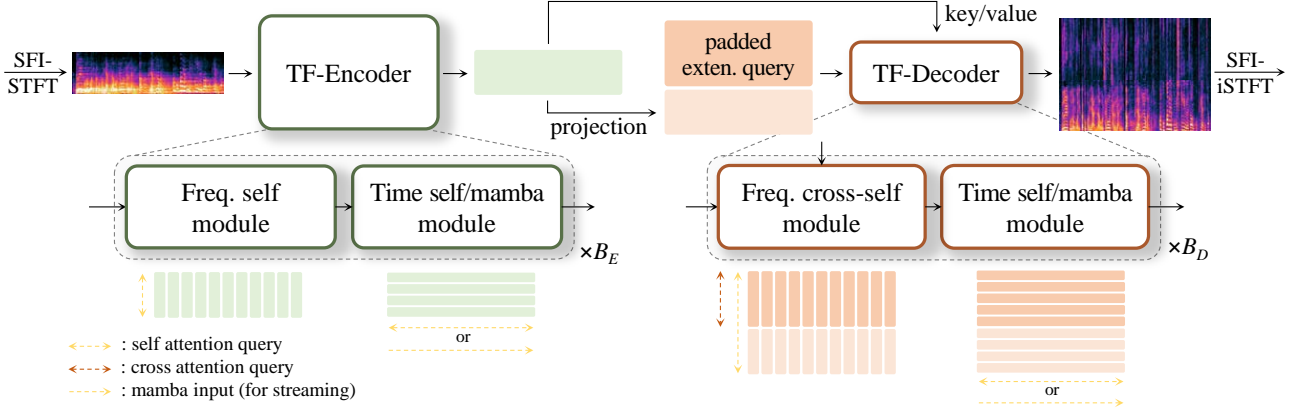 SFI-
STFT
TF-Encoder
projection
key/value
padded
exten. query
TF-Decoder
SFI-
iSTFT
Freq. self
module
Time self/mamba
module
×B_E
Freq. cross-self
module
Time self/mamba
module
×B_D
or
: self attention query
: cross attention query
: mamba input (for streaming)
or